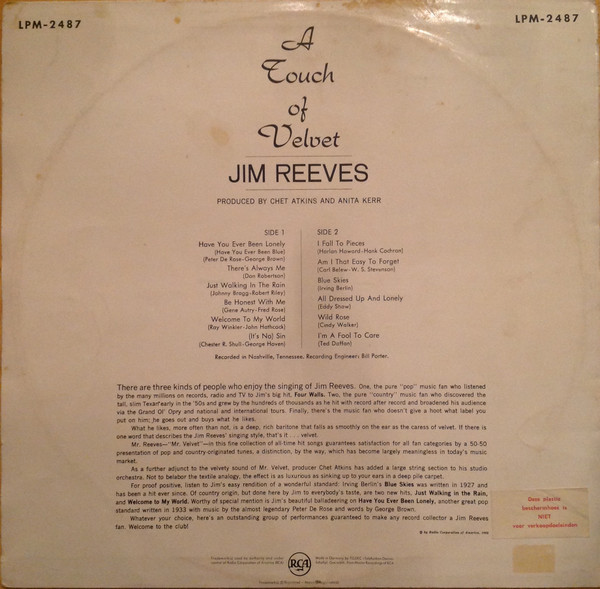 LPM-2487
LPM-2487
A
Touch
of
Velvet
JIM REEVES
PRODUCED BY CHET ATKINS AND ANITA KERR
SIDE 1
Have You Ever Been Lonely
(Have You Ever Been Blue)
(Peter De Rose-George Brown)
There's Always Me
(Don Robertson)
Just Walking In The Rain
(Johnny Bragg-Robert Riley)
Be Honest With Me
(Gene Autry-Fred Rose)
Welcome To My World
(Ray Winkler-John Hathcock)
(It's No) Sin
(Chester R. Shull-George Hoven)
SIDE 2
I Fall To Pieces
(Harlan Howard-Hank Cochran)
Am I That Easy To Forget
(Carl Belew-W. S. Stevenson)
Blue Skies
(Irving Berlin)
All Dressed Up And Lonely
(Eddy Shaw)
Wild Rose
(Cindy Walker)
I'm A Fool To Care
(Ted Daffan)
Recorded in Nashville, Tennessee. Recording Engineer: Bill Porter.
There are three kinds of people who enjoy the singing of Jim Reeves. One, the pure "pop" music fan who listened
by the many millions on records, radio and TV to Jim's big hit, Four Walls. Two, the pure "country" music fan who discovered the
tall, slim Texan early in the '50s and grew by the hundreds of thousands as he hit with record after record and broadened his audience
via the Grand Ol' Opry and national and international tours. Finally, there's the music fan who doesn't give a hoot what label you
put on him; he goes out and buys what he likes.
What he likes, more often than not, is a deep, rich baritone that falls as smoothly on the ear as the caress of velvet. If there is
one word that describes the Jim Reeves' singing style, that's it . . . velvet.
Mr. Reeves—"Mr. Velvet"—in this fine collection of all-time hit songs guarantees satisfaction for all fan categories by a 50-50
presentation of pop and country-originated tunes, a distinction, by the way, which has become largely meaningless in today's music
market.
As a further adjunct to the velvety sound of Mr. Velvet, producer Chet Atkins has added a large string section to his studio
orchestra. Not to belabor the textile analogy, the effect is as luxurious as sinking up to your ears in a deep pile carpet.
For proof positive, listen to Jim's easy rendition of a wonderful standard: Irving Berlin's Blue Skies was written in 1927 and
has been a hit ever since. Of country origin, but done here by Jim to everybody's taste, are two new hits, Just Walking in the Rain,
and Welcome to My World. Worthy of special mention is Jim's beautiful balladeering on Have You Ever Been Lonely, another great pop
standard written in 1933 with music by the almost legendary Peter De Rose and words by George Brown.
Whatever your choice, here's an outstanding group of performances guaranteed to make any record collector a Jim Reeves
fan. Welcome to the club!
© by Radio Corporation of America
Deze plastic
beschermhoes is
NIET
voor verkoopdoeleinden
RCA